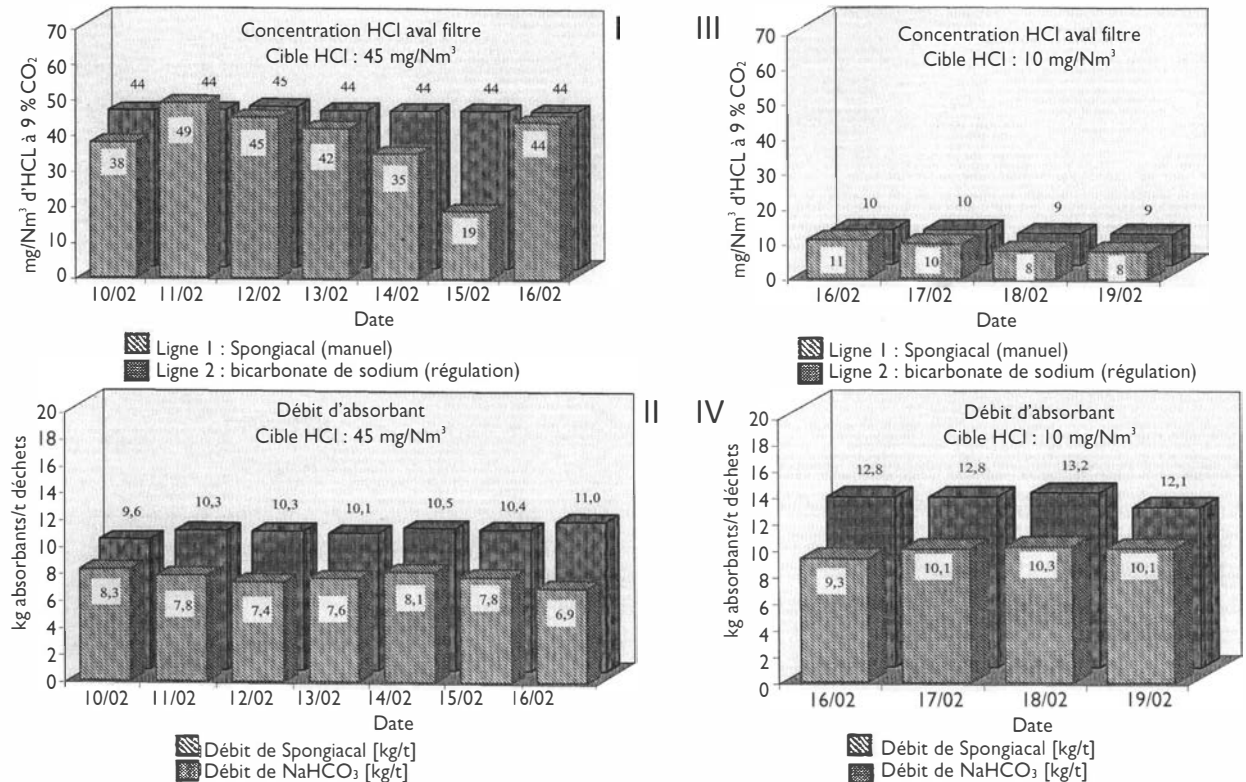 I
Concentration HCl aval filtre
Cible HCl : 45 mg/Nm³
mg/Nm³ d'HCL à 9 % CO₂
70
60
50
40
30
20
10
0
44 44 45 44 44 44 44
38 49 45 42 35 19 44
10/02 11/02 12/02 13/02 14/02 15/02 16/02
Date
Ligne 1 : Spongiacal (manuel)
Ligne 2 : bicarbonate de sodium (régulation)
II
Débit d'absorbant
Cible HCl : 45 mg/Nm³
kg absorbants/t déchets
20
18
16
14
12
10
8
6
4
2
0
9,6 10,3 10,3 10,1 10,5 10,4 11,0
8,3 7,8 7,4 7,6 8,1 7,8 6,9
10/02 11/02 12/02 13/02 14/02 15/02 16/02
Date
Débit de Spongiacal [kg/t]
Débit de NaHCO₃ [kg/t]
III
Concentration HCl aval filtre
Cible HCl : 10 mg/Nm³
mg/Nm³ d'HCL à 9 % CO₂
70
60
50
40
30
20
10
0
10 10 9 9
11 10 8 8
16/02 17/02 18/02 19/02
Date
Ligne 1 : Spongiacal (manuel)
Ligne 2 : bicarbonate de sodium (régulation)
IV
Débit d'absorbant
Cible HCl : 10 mg/Nm³
kg absorbants/t déchets
20
18
16
14
12
10
8
6
4
2
0
12,8 12,8 13,2 12,1
9,3 10,1 10,3 10,1
16/02 17/02 18/02 19/02
Date
Débit de Spongiacal [kg/t]
Débit de NaHCO₃ [kg/t]